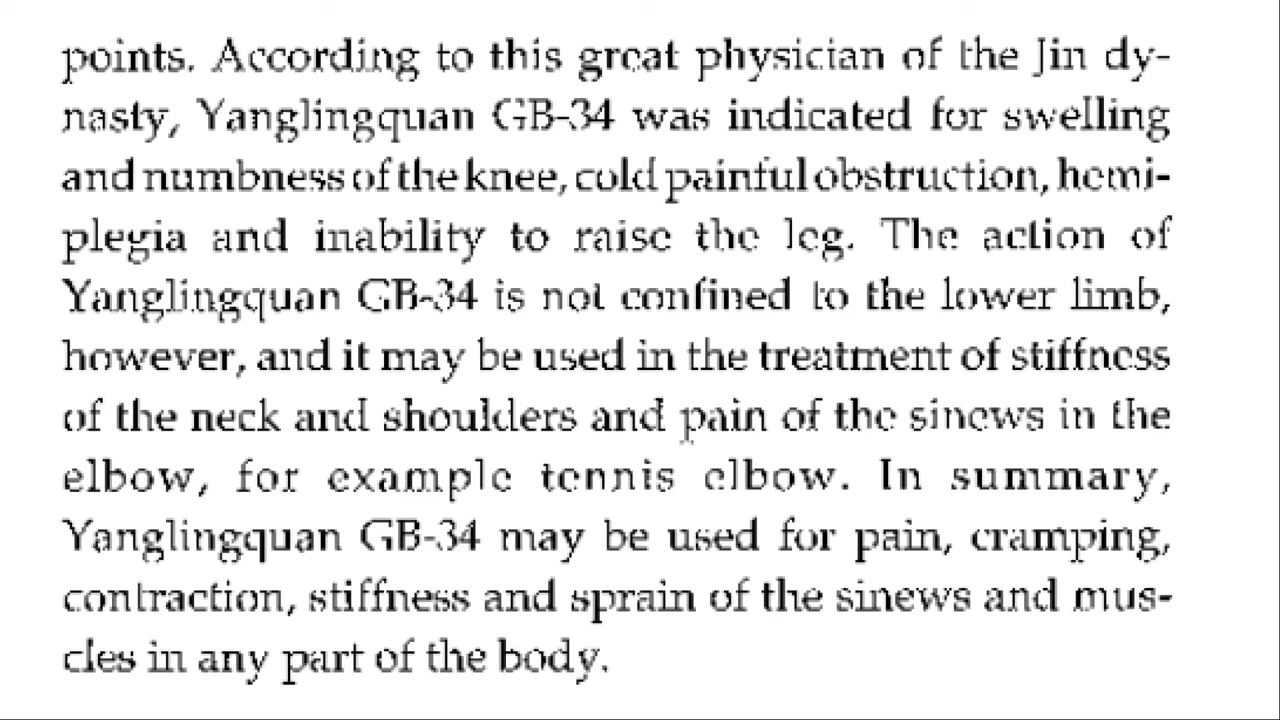 points. According to this great physician of the Jin dy-
nasty, Yanglingquan GB-34 was indicated for swelling
and numbness of the knee, cold painful obstruction, hemi-
plegia and inability to raise the leg. The action of
Yanglingquan GB-34 is not confined to the lower limb,
however, and it may be used in the treatment of stiffness
of the neck and shoulders and pain of the sinews in the
elbow, for example tennis elbow. In summary,
Yanglingquan GB-34 may be used for pain, cramping,
contraction, stiffness and sprain of the sinews and mus-
cles in any part of the body.